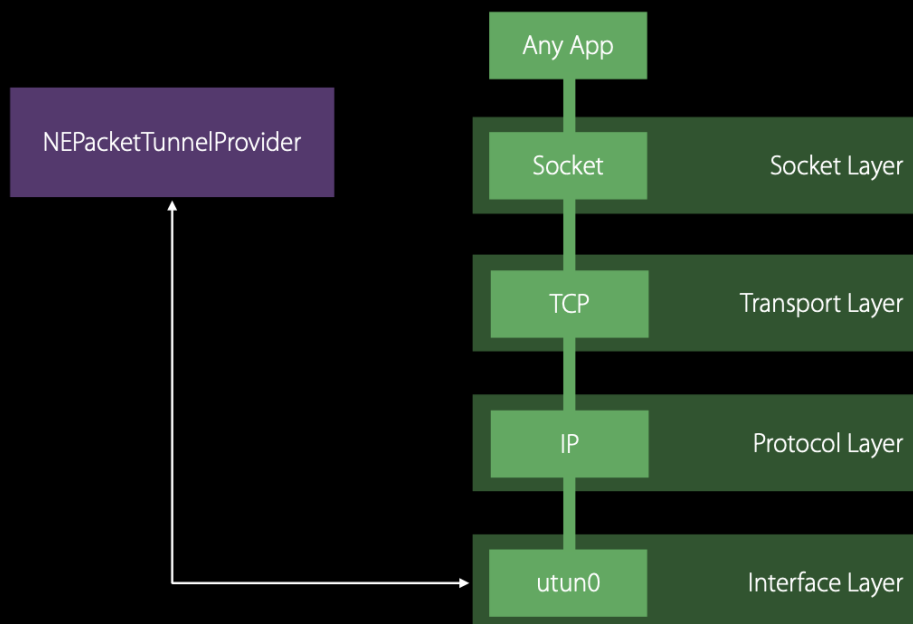 Any App
NEPacketTunnelProvider
Socket
Socket Layer
TCP
Transport Layer
IP
Protocol Layer
utun0
Interface Layer